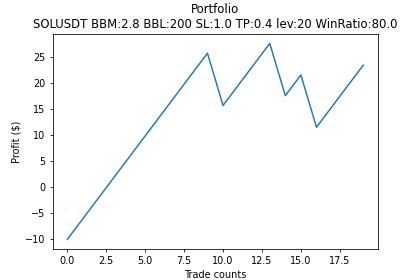 Portfolio
SOLUSDT BBM:2.8 BBL:200 SL:1.0 TP:0.4 lev:20 WinRatio:80.0
25
20
15
10
5
0
−5
−10
Profit ($)
0.0 2.5 5.0 7.5 10.0 12.5 15.0 17.5
Trade counts